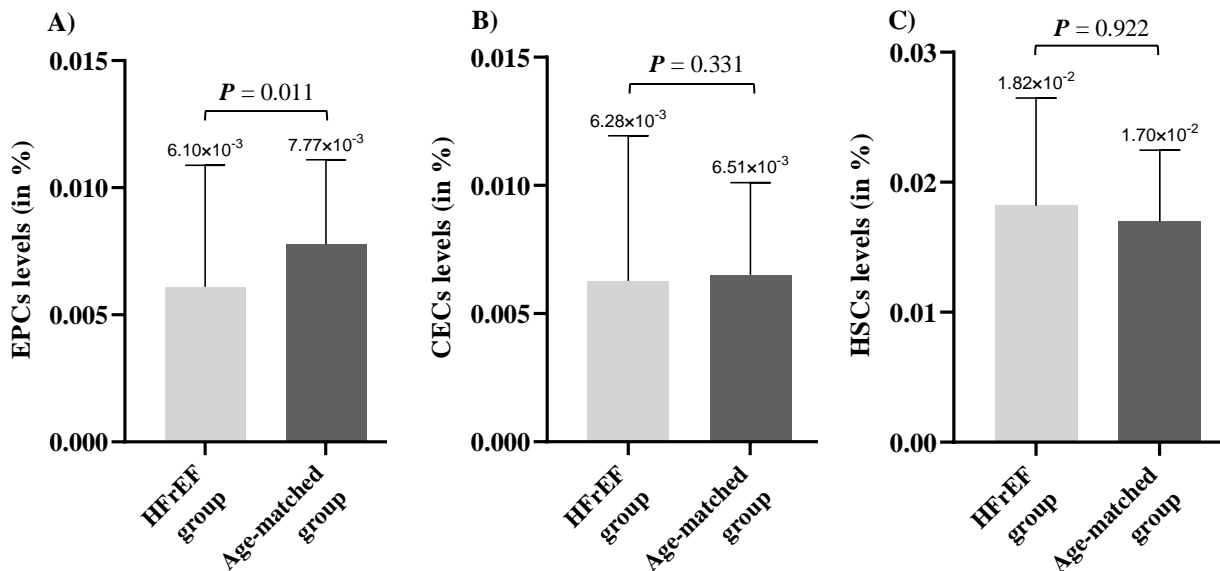 A)
EPCs levels (in %)
0.015
0.010
0.005
0.000
P = 0.011
6.10×10⁻³
7.77×10⁻³
HFrEF
group
Age-matched
group
B)
CECs levels (in %)
0.015
0.010
0.005
0.000
P = 0.331
6.28×10⁻³
6.51×10⁻³
HFrEF
group
Age-matched
group
C)
HSCs levels (in %)
0.03
0.02
0.01
0.00
P = 0.922
1.82×10⁻²
1.70×10⁻²
HFrEF
group
Age-matched
group